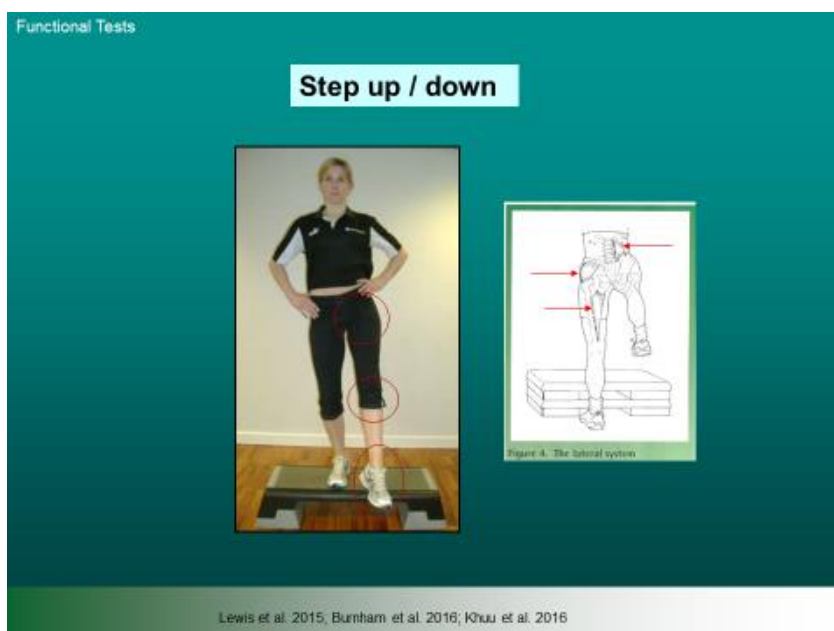 Functional Tests
Step up / down
Figure 4. The lateral system
Lewis et al. 2015; Burnham et al. 2016; Khuu et al. 2016